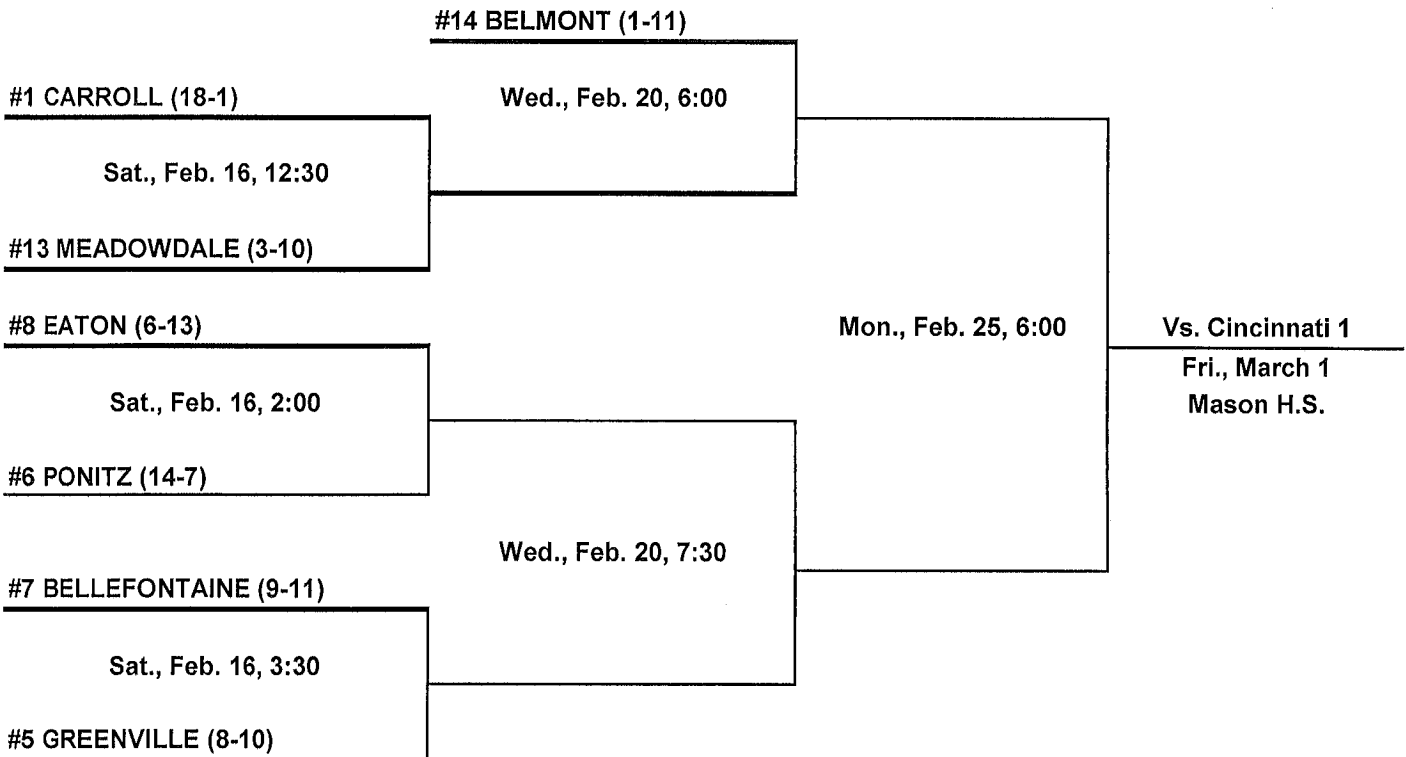 #14 BELMONT (1-11)
#1 CARROLL (18-1)
Wed., Feb. 20, 6:00
Sat., Feb. 16, 12:30
#13 MEADOWDALE (3-10)
#8 EATON (6-13)
Mon., Feb. 25, 6:00
Vs. Cincinnati 1
Fri., March 1
Mason H.S.
Sat., Feb. 16, 2:00
#6 PONITZ (14-7)
Wed., Feb. 20, 7:30
#7 BELLEFONTAINE (9-11)
Sat., Feb. 16, 3:30
#5 GREENVILLE (8-10)